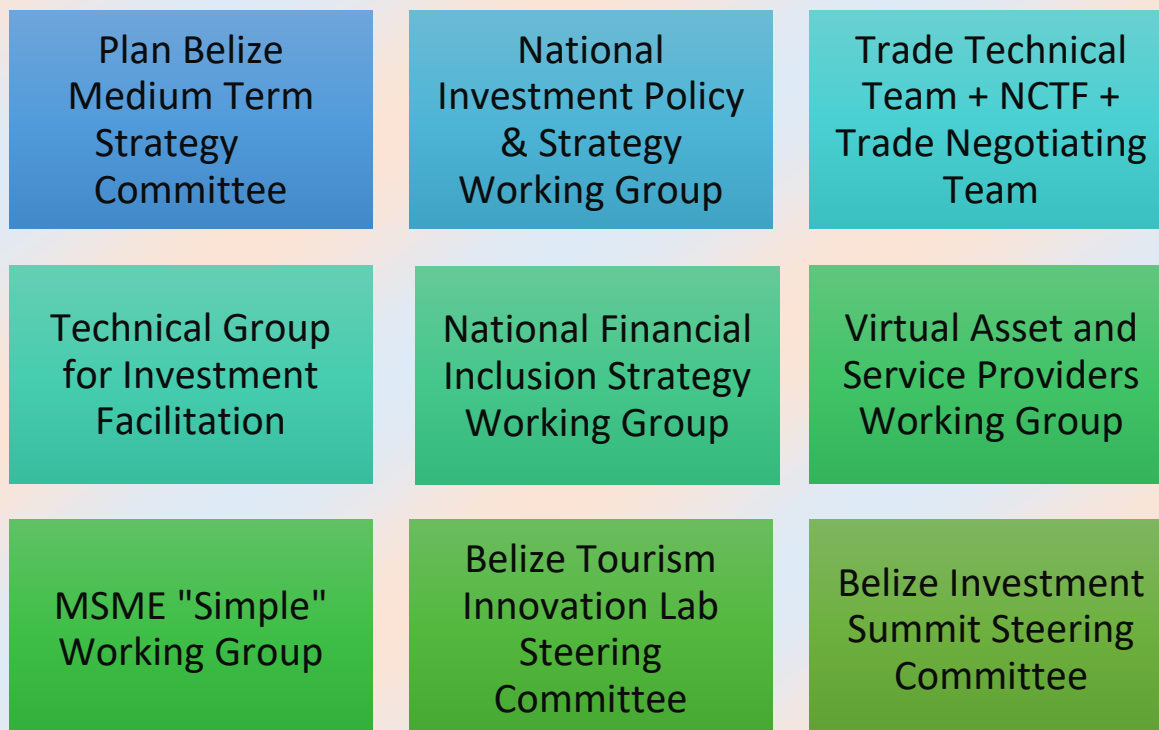 Plan Belize
Medium Term
Strategy
Committee
National
Investment Policy
& Strategy
Working Group
Trade Technical
Team + NCTF +
Trade Negotiating
Team
Technical Group
for Investment
Facilitation
National Financial
Inclusion Strategy
Working Group
Virtual Asset and
Service Providers
Working Group
MSME "Simple"
Working Group
Belize Tourism
Innovation Lab
Steering
Committee
Belize Investment
Summit Steering
Committee